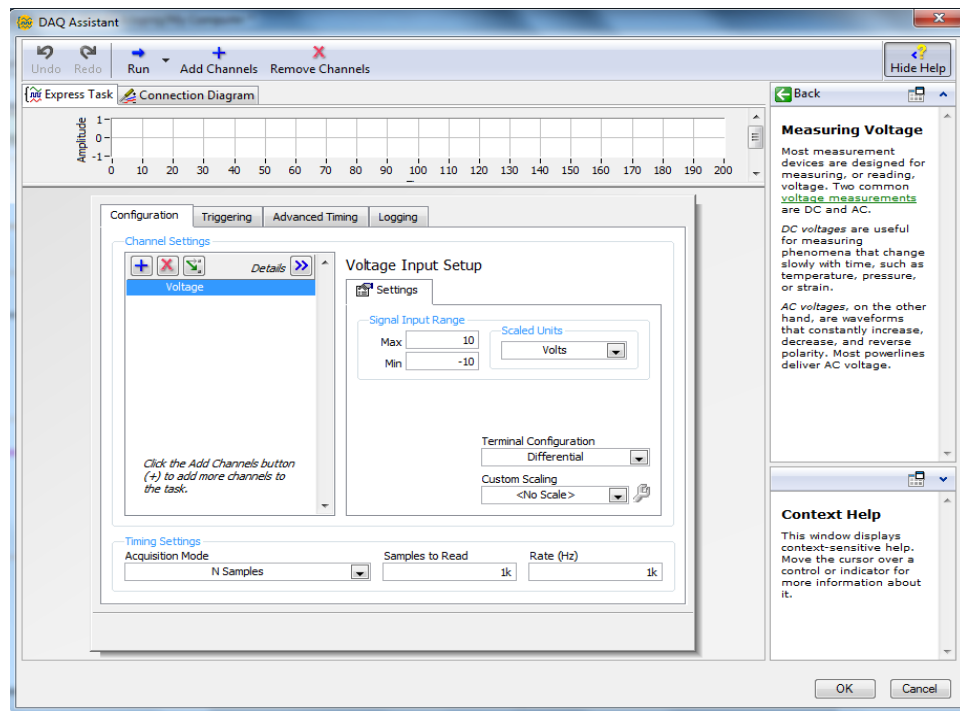 DAQ Assistant
Undo Redo Run Add Channels Remove Channels Hide Help
Express Task Connection Diagram
Amplitude
1
0
-1
0 10 20 30 40 50 60 70 80 90 100 110 120 130 140 150 160 170 180 190 200
Configuration Triggering Advanced Timing Logging
Channel Settings
Details
Voltage
Click the Add Channels button
(+) to add more channels to
the task.
Voltage Input Setup
Settings
Signal Input Range
Max 10
Min -10
Scaled Units
Volts
Terminal Configuration
Differential
Custom Scaling
<No Scale>
Timing Settings
Acquisition Mode Samples to Read Rate (Hz)
N Samples 1k 1k
Back
Measuring Voltage
Most measurement
devices are designed for
measuring, or reading,
voltage. Two common
voltage measurements
are DC and AC.
DC voltages are useful
for measuring
phenomena that change
slowly with time, such as
temperature, pressure,
or strain.
AC voltages, on the other
hand, are waveforms
that constantly increase,
decrease, and reverse
polarity. Most powerlines
deliver AC voltage.
Context Help
This window displays
context-sensitive help.
Move the cursor over a
control or indicator for
more information about
it.
OK Cancel